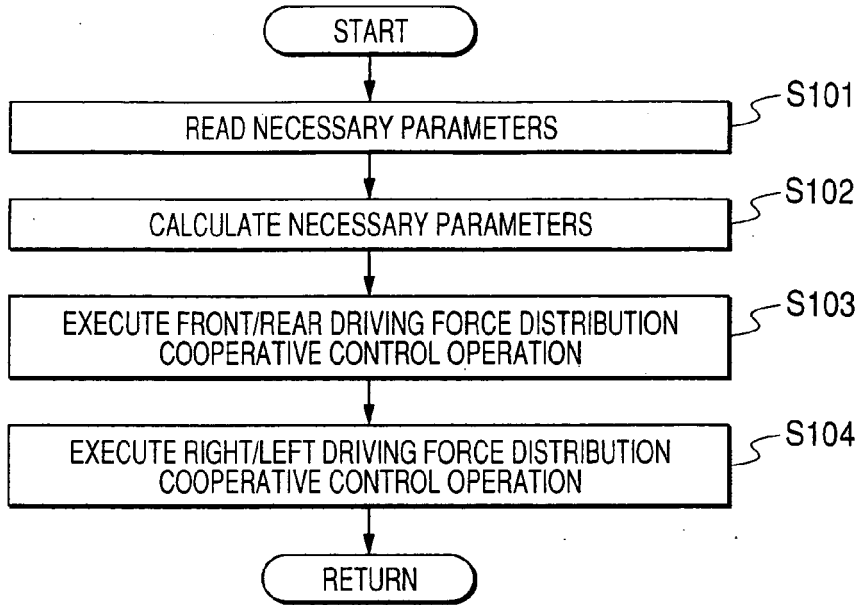 START
READ NECESSARY PARAMETERS
S101
CALCULATE NECESSARY PARAMETERS
S102
EXECUTE FRONT/REAR DRIVING FORCE DISTRIBUTION
COOPERATIVE CONTROL OPERATION
S103
EXECUTE RIGHT/LEFT DRIVING FORCE DISTRIBUTION
COOPERATIVE CONTROL OPERATION
S104
RETURN